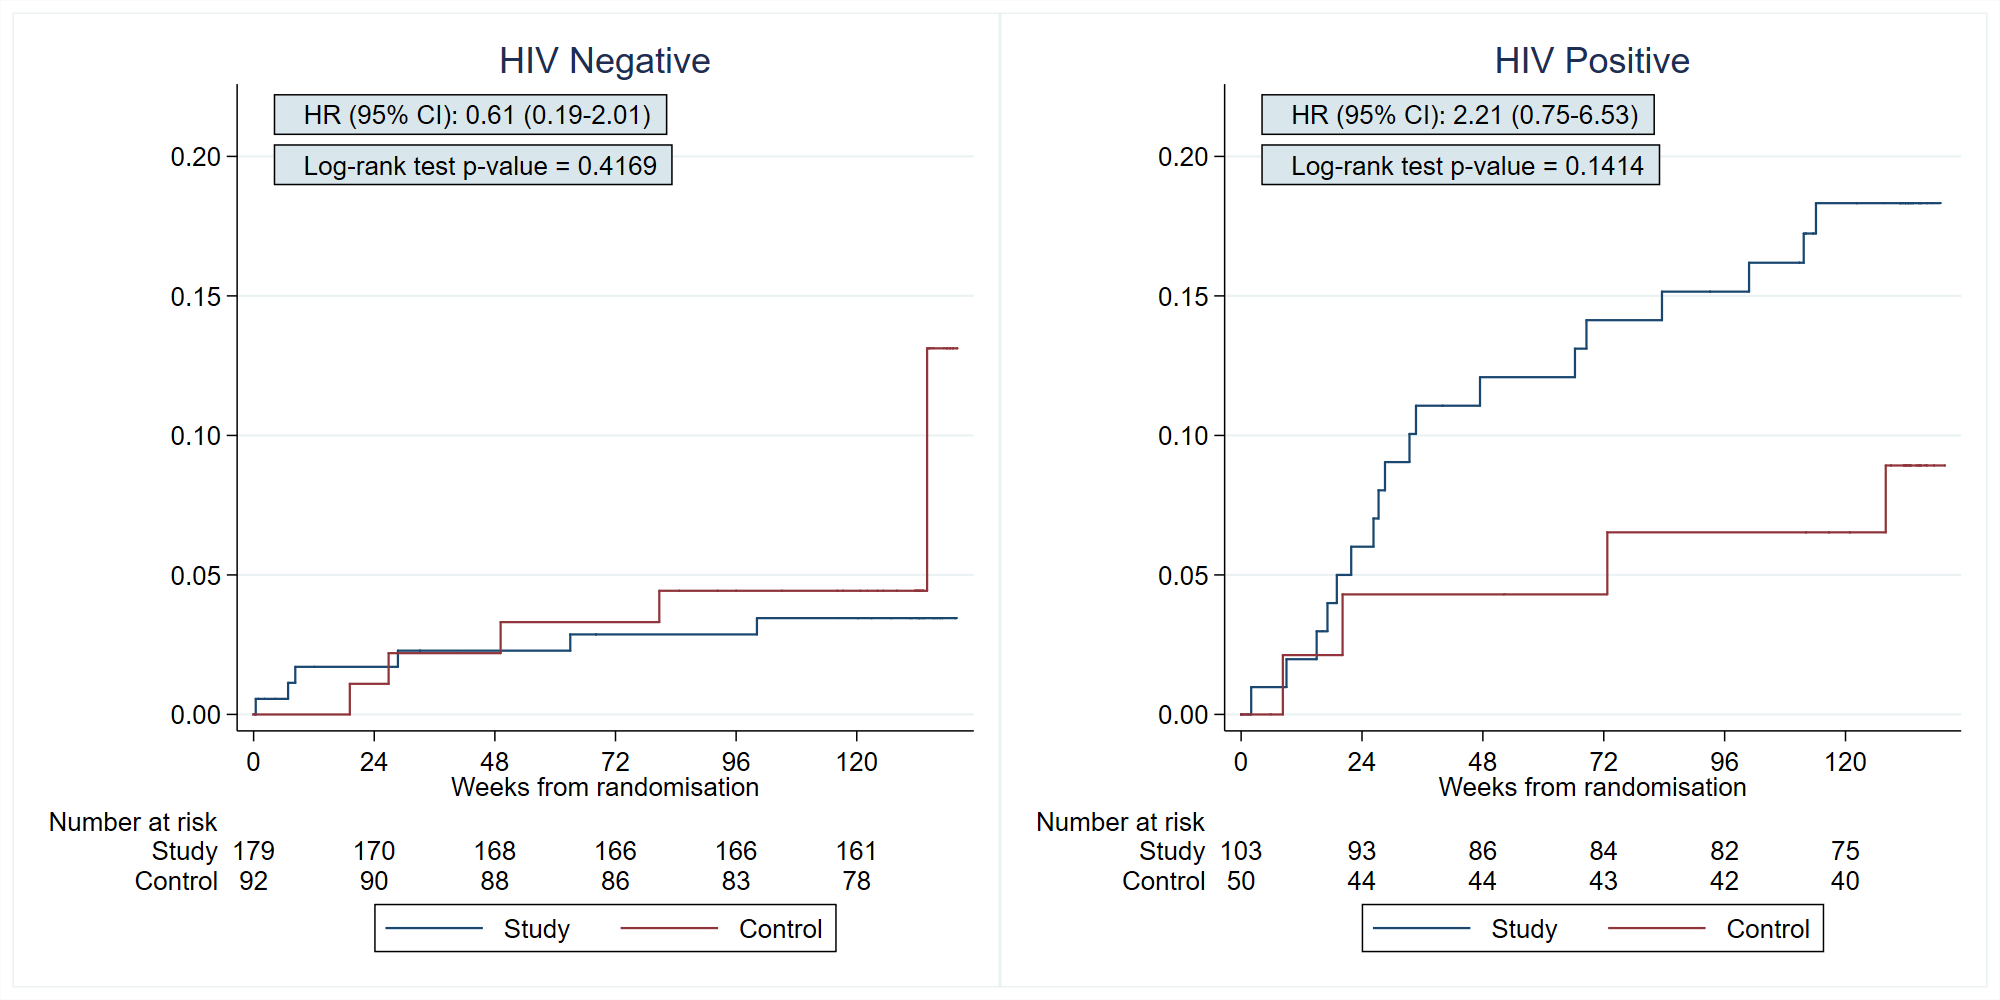 HIV Negative
HR (95% CI): 0.61 (0.19-2.01)
Log-rank test p-value = 0.4169
0.20
0.15
0.10
0.05
0.00
0 24 48 72 96 120
Weeks from randomisation
Number at risk
Study 179 170 168 166 166 161
Control 92 90 88 86 83 78
Study Control
HIV Positive
HR (95% CI): 2.21 (0.75-6.53)
Log-rank test p-value = 0.1414
0.20
0.15
0.10
0.05
0.00
0 24 48 72 96 120
Weeks from randomisation
Number at risk
Study 103 93 86 84 82 75
Control 50 44 44 43 42 40
Study Control